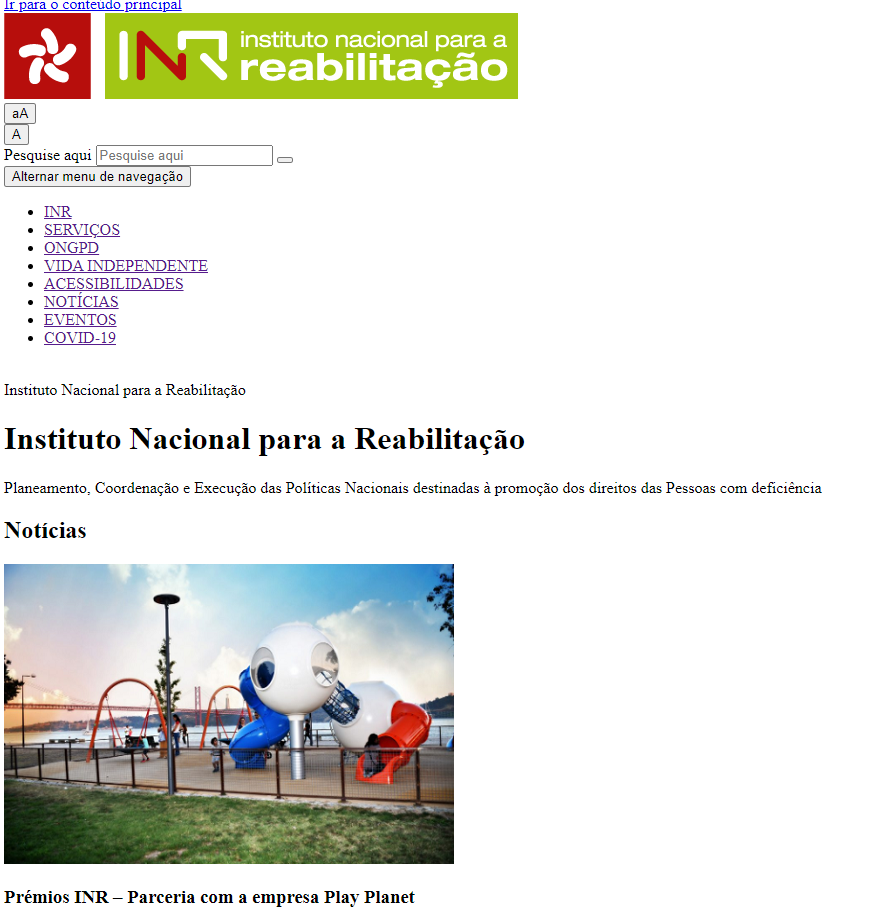 Ir para o conteúdo principal
INR instituto nacional para a
reabilitação
aA
A
Pesquise aqui Pesquise aqui
Alternar menu de navegação
INR
SERVIÇOS
ONGPD
VIDA INDEPENDENTE
ACESSIBILIDADES
NOTÍCIAS
EVENTOS
COVID-19
Instituto Nacional para a Reabilitação
Instituto Nacional para a Reabilitação
Planeamento, Coordenação e Execução das Políticas Nacionais destinadas à promoção dos direitos das Pessoas com deficiência
Notícias
Prémios INR – Parceria com a empresa Play Planet